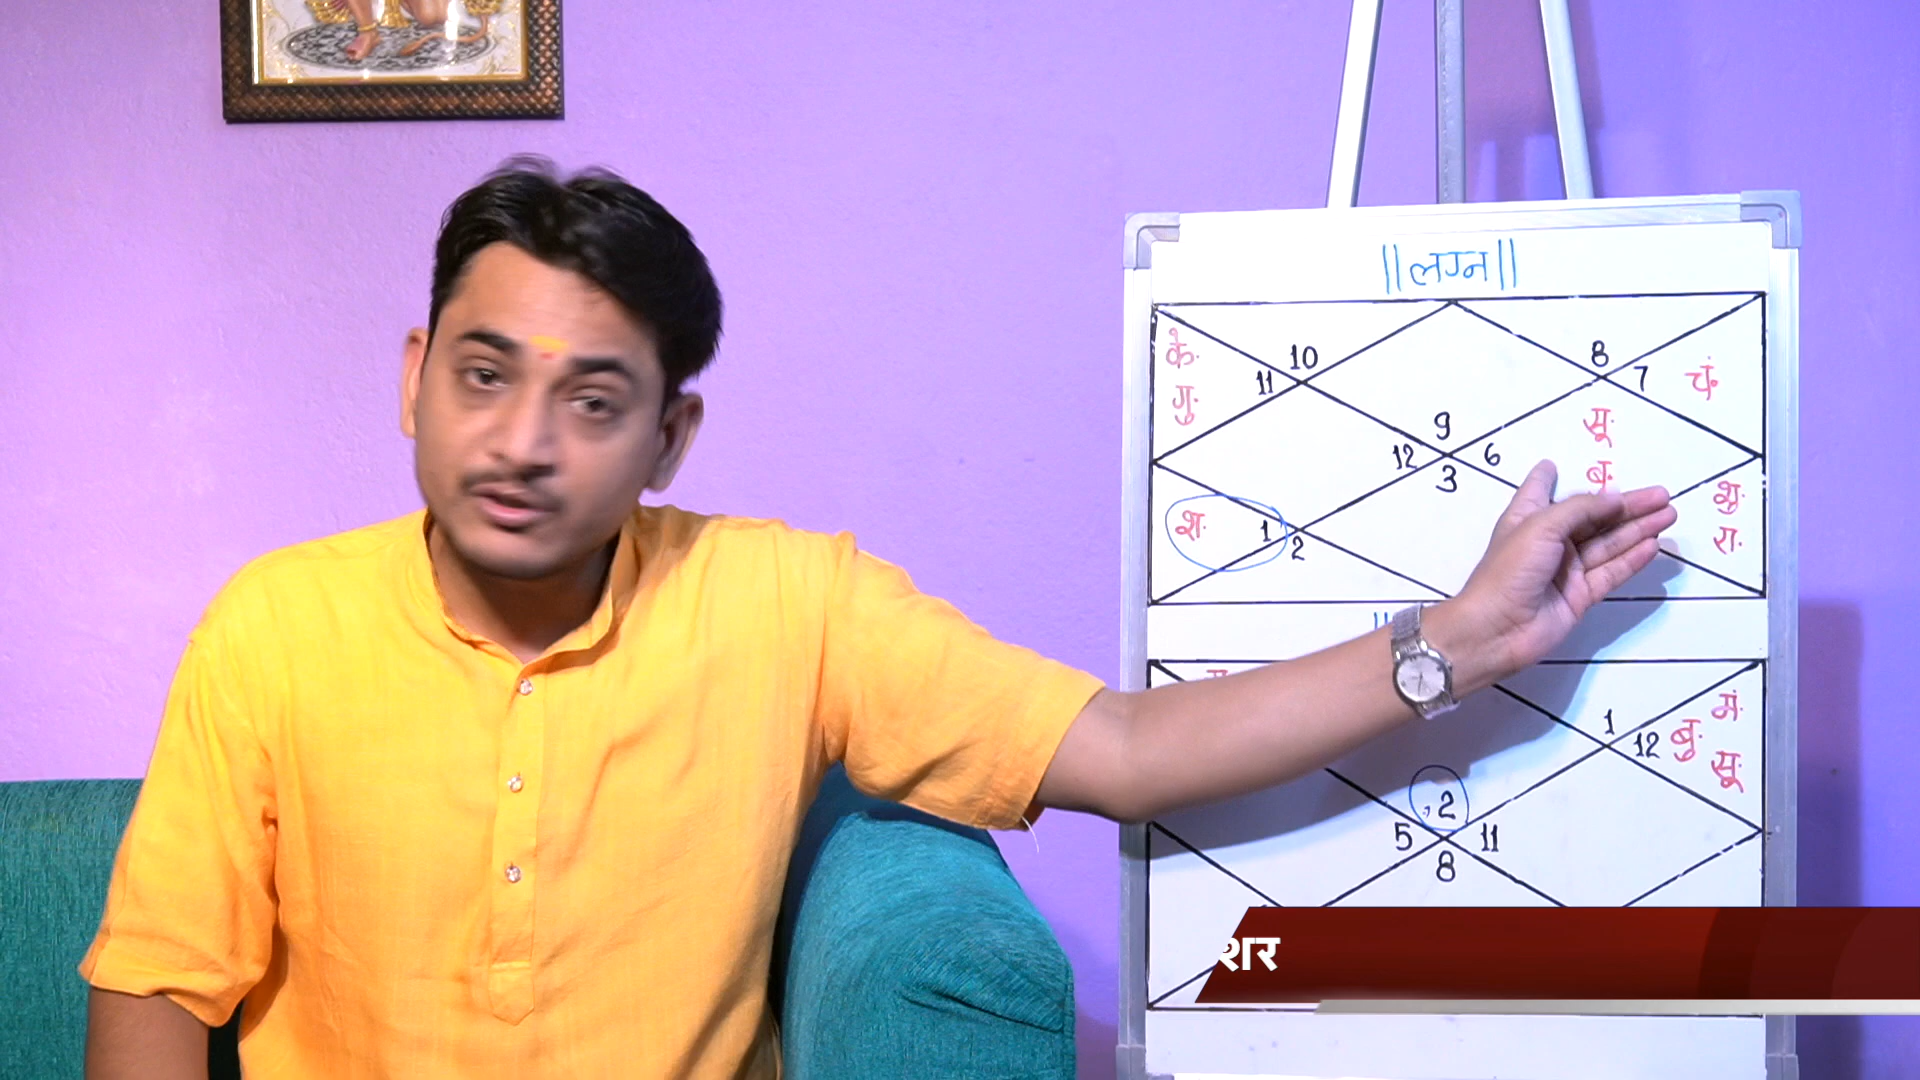 ||लग्न||
के.
गु.
10
11
8
7
चं.
9
12
6
3
सू.
बु.
शु.
रा.
श.
1
2
1
12
बु.
मं.
सू.
2
5
11
8
शर